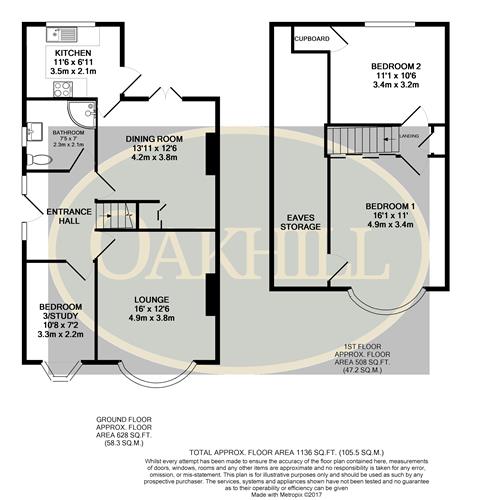 KITCHEN
11'6 x 6'11
3.5m x 2.1m
BATHROOM
7'5 x 7'
2.3m x 2.1m
DINING ROOM
13'11 x 12'6
4.2m x 3.8m
ENTRANCE
HALL
BEDROOM
3/STUDY
10'8 x 7'2
3.3m x 2.2m
LOUNGE
16' x 12'6
4.9m x 3.8m
OAKHILL
CUPBOARD
BEDROOM 2
11'1 x 10'6
3.4m x 3.2m
LANDING
BEDROOM 1
16'1 x 11'
4.9m x 3.4m
EAVES
STORAGE
1ST FLOOR
APPROX. FLOOR
AREA 508 SQ.FT.
(47.2 SQ.M.)
GROUND FLOOR
APPROX. FLOOR
AREA 628 SQ.FT.
(58.3 SQ.M.)
TOTAL APPROX. FLOOR AREA 1136 SQ.FT. (105.5 SQ.M.)
Whilst every attempt has been made to ensure the accuracy of the floor plan contained here, measurements
of doors, windows, rooms and any other items are approximate and no responsibility is taken for any error,
omission, or mis-statement. This plan is for illustrative purposes only and should be used as such by any
prospective purchaser. The services, systems and appliances shown have not been tested and no guarantee
as to their operability or efficiency can be given
Made with Metropix ©2017